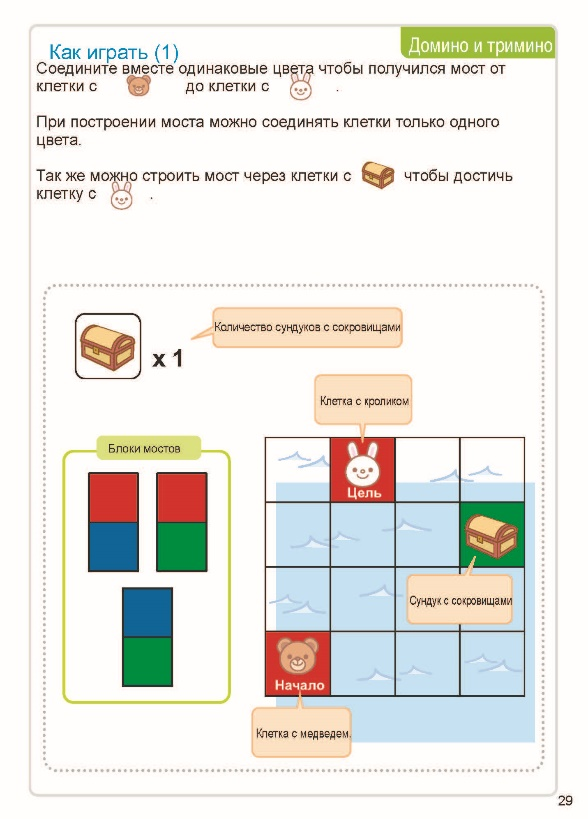 Домино и тримино
Как играть (1)
Соедините вместе одинаковые цвета чтобы получился мост от
клетки с до клетки с .
При построении моста можно соединять клетки только одного
цвета.
Так же можно строить мост через клетки с чтобы достичь
клетку с .
x 1
Количество сундуков с сокровищами
Клетка с кроликом
Блоки мостов
Цель
Сундук с сокровищами
Начало
Клетка с медведем.
29